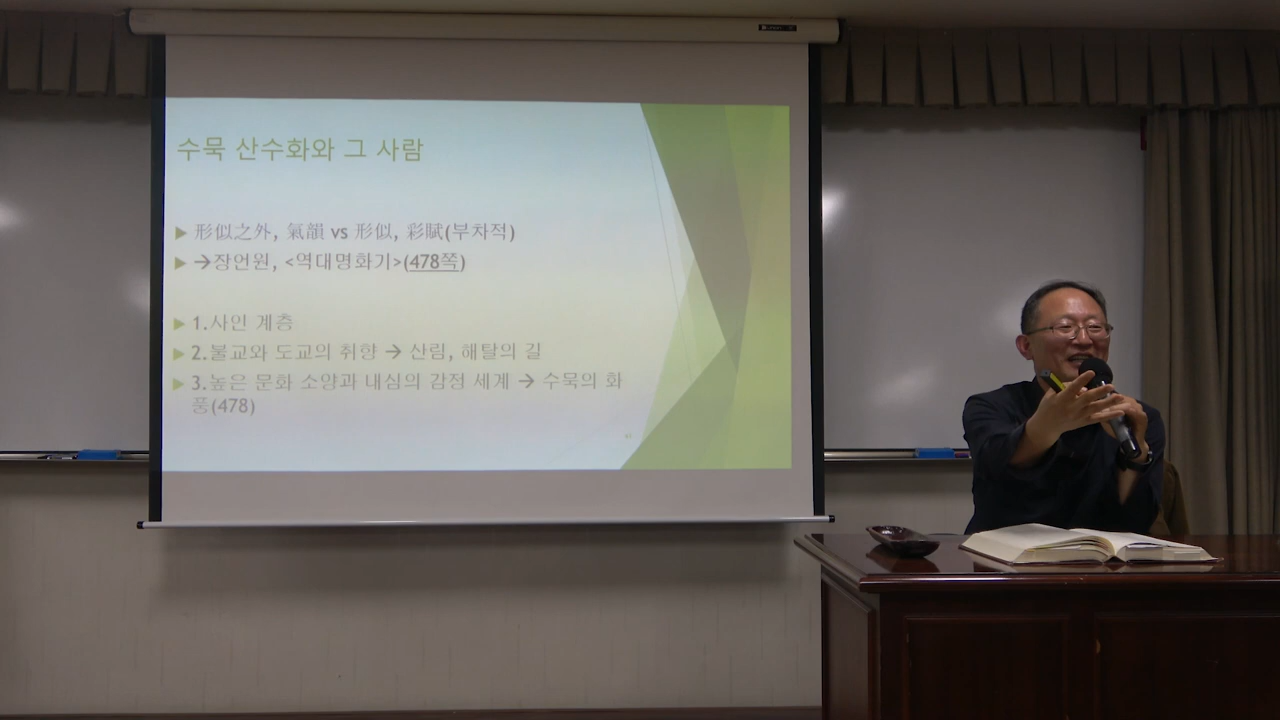 수묵 산수화와 그 사람
形似之外, 氣韻 vs 形似, 彩賦(부차적)
→장언원, <역대명화기>(478쪽)
1.사인 계층
2.불교와 도교의 취향 → 산림, 해탈의 길
3.높은 문화 소양과 내심의 감정 세계 → 수묵의 화
풍(478)